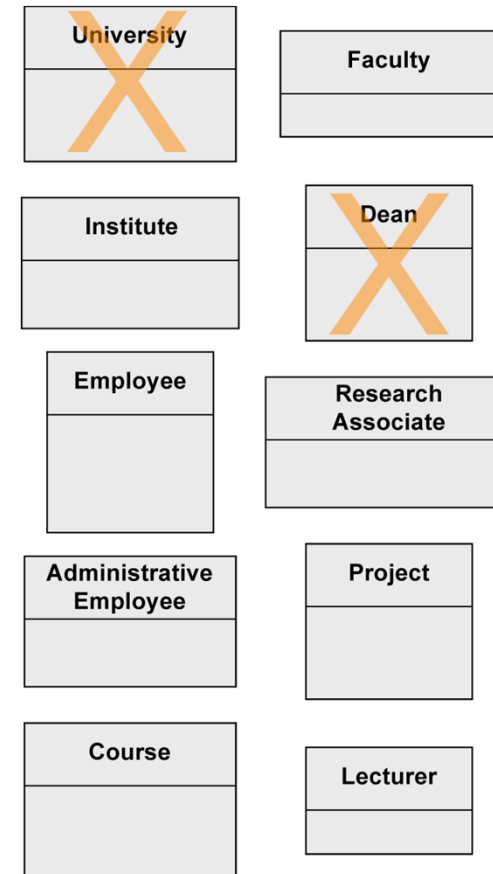 University
Faculty
Institute
Dean
Employee
Research
Associate
Administrative
Employee
Project
Course
Lecturer